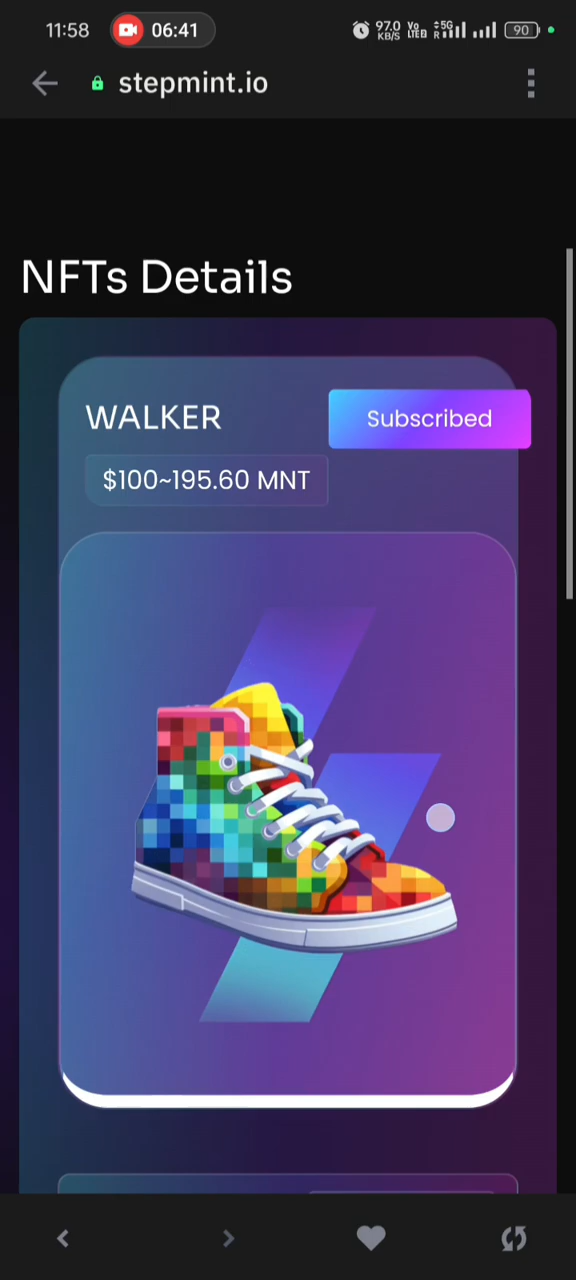 11:58 06:41 97.0 KB/S Vo LTE 5G R 90
stepmint.io
NFTs Details
WALKER
Subscribed
$100~195.60 MNT